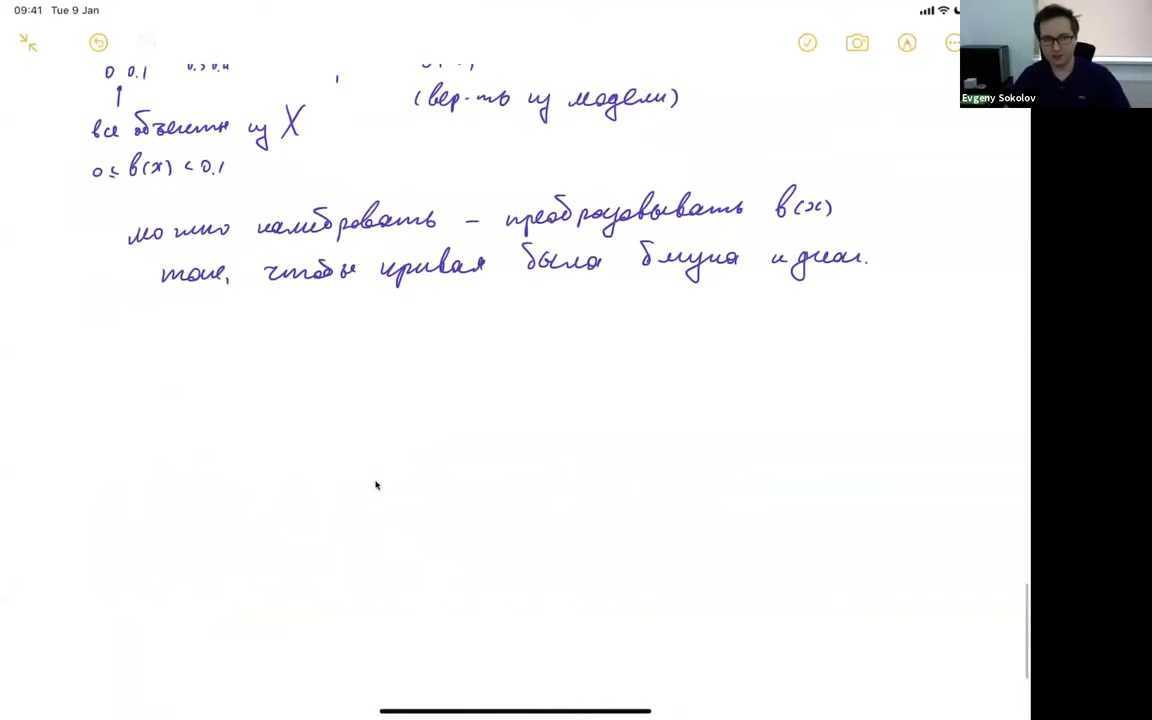 09:41 Tue 9 Jan
Evgeny Sokolov
0 0.1
(вер-ть из модели)
все объекты из X
0 ≤ b(x) < 0.1
можно калибровать – преобразовывать b(x)
так, чтобы кривая была близка к диаг.